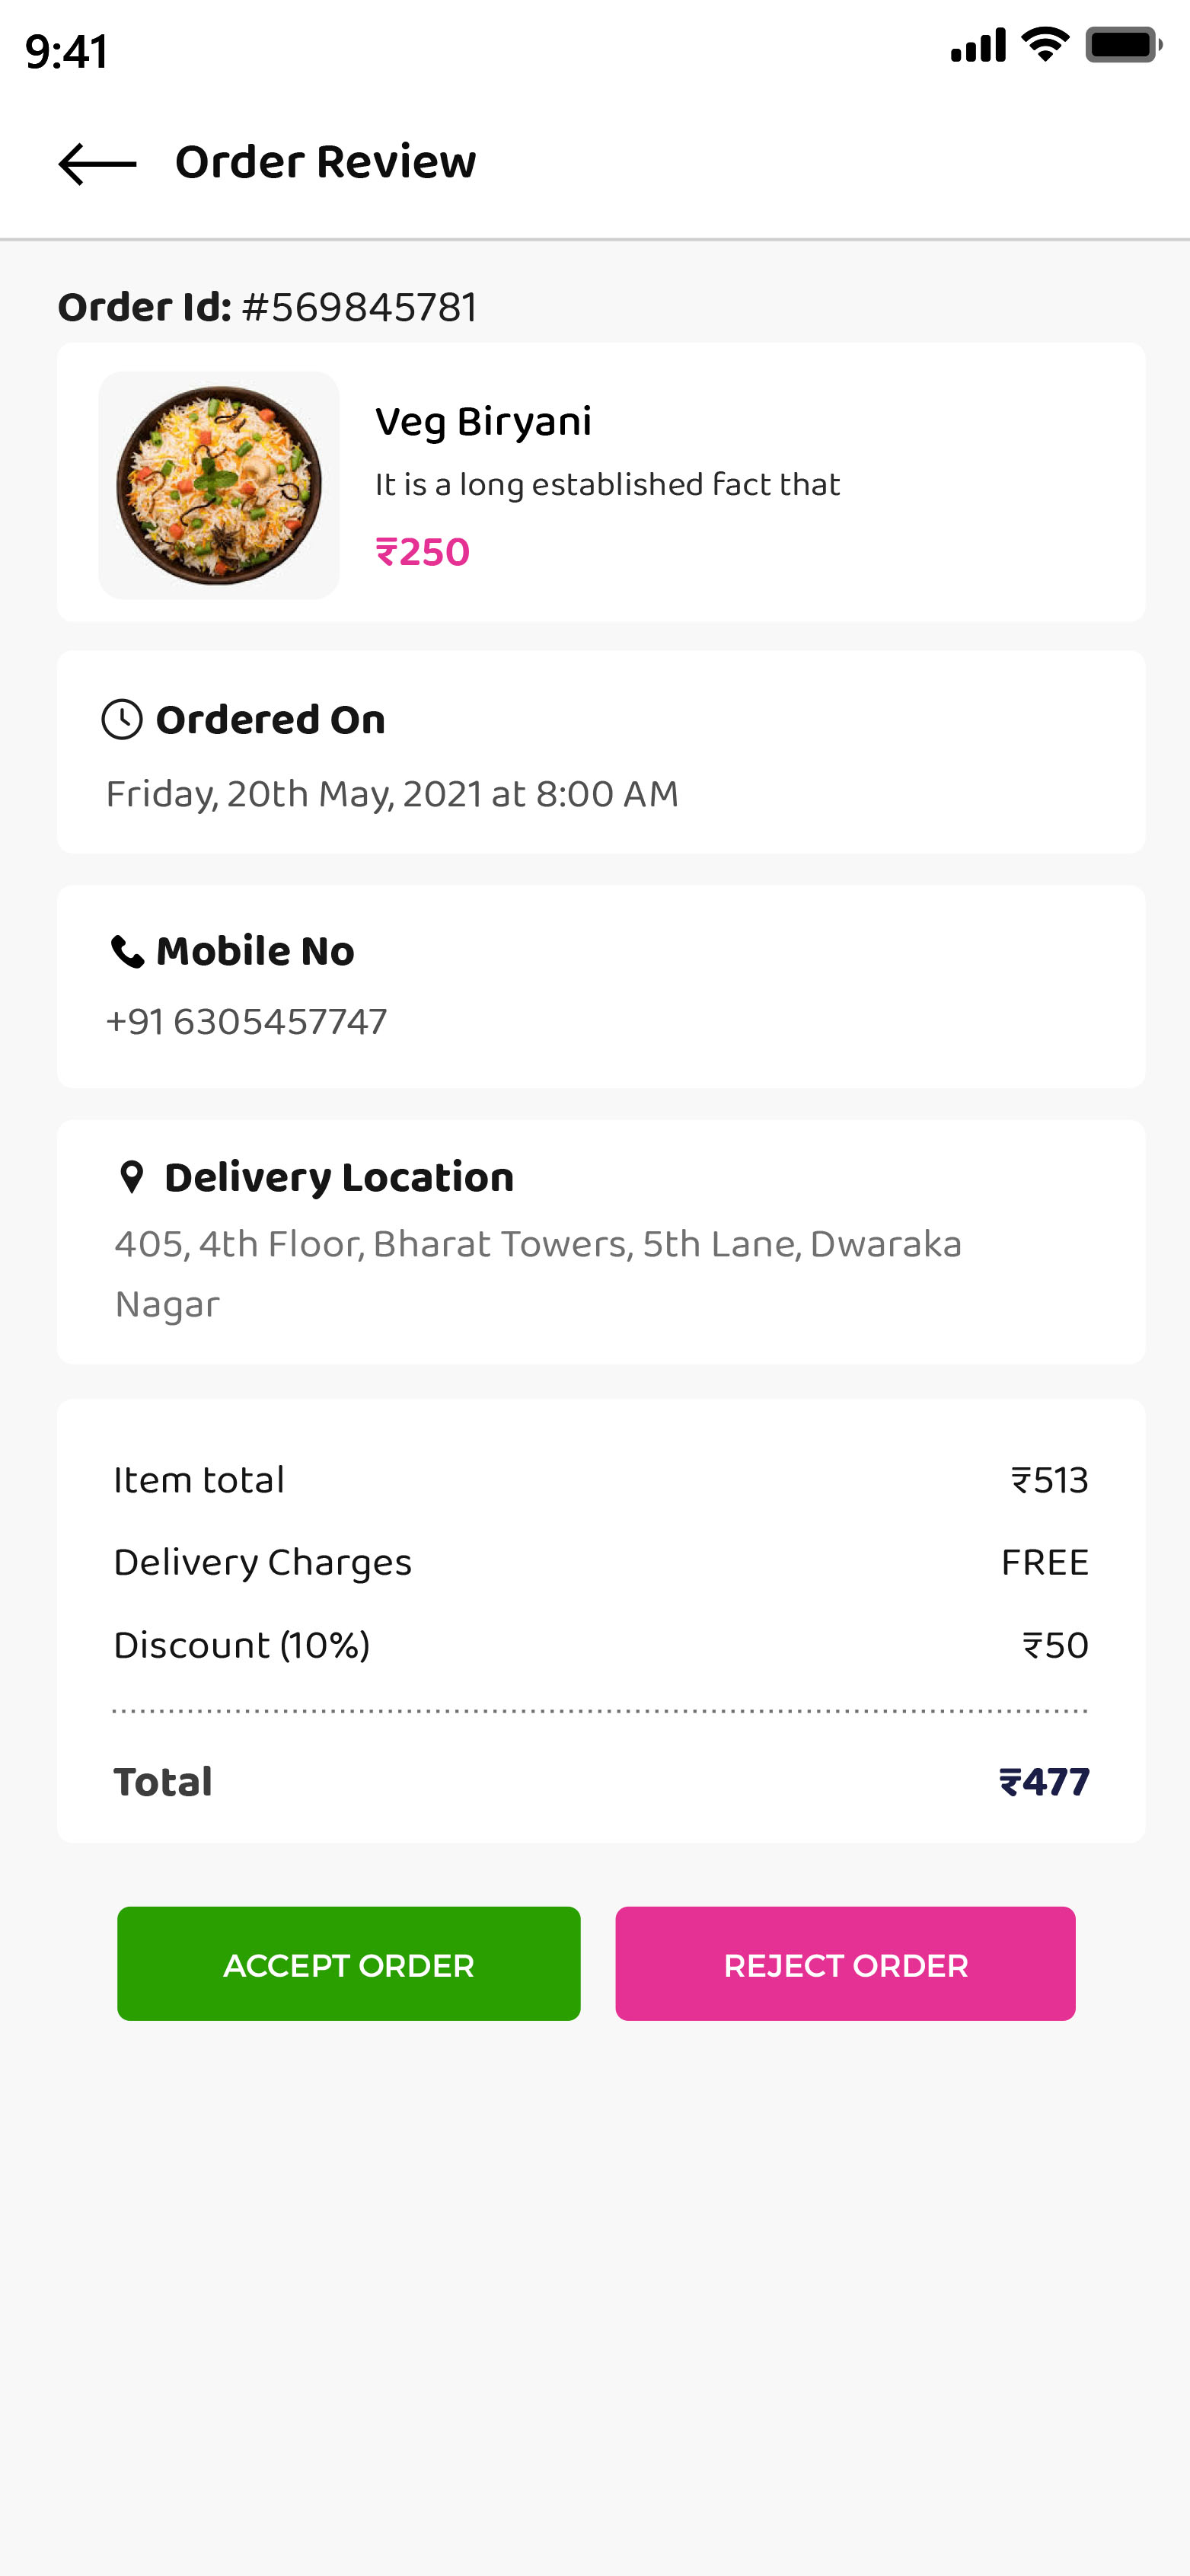 9:41
Order Review
Order Id: #569845781
Veg Biryani
It is a long established fact that
₹250
Ordered On
Friday, 20th May, 2021 at 8:00 AM
Mobile No
+91 6305457747
Delivery Location
405, 4th Floor, Bharat Towers, 5th Lane, Dwaraka
Nagar
Item total ₹513
Delivery Charges FREE
Discount (10%) ₹50
Total ₹477
ACCEPT ORDER REJECT ORDER